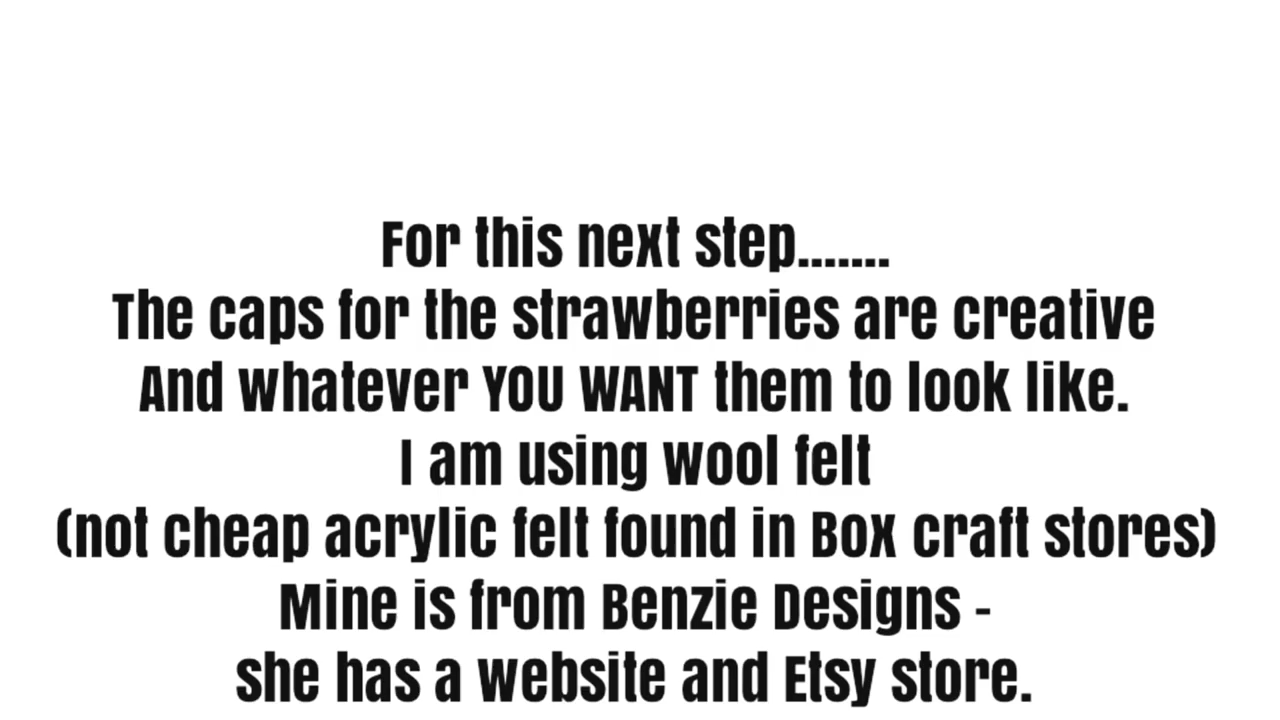 For this next step.......
The caps for the strawberries are creative
And whatever YOU WANT them to look like.
I am using wool felt
(not cheap acrylic felt found in Box craft stores)
Mine is from Benzie Designs -
she has a website and Etsy store.